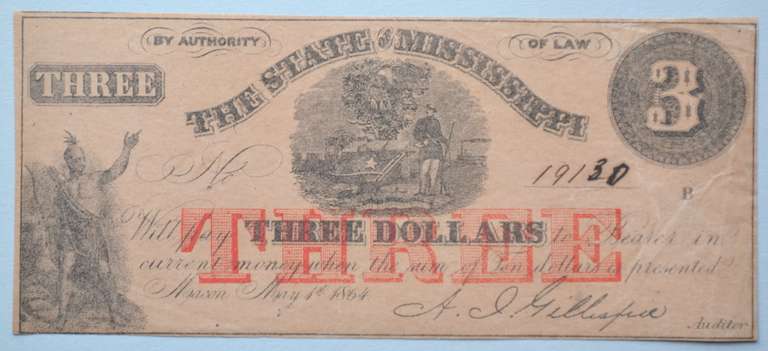 BY AUTHORITY OF LAW
THREE
THE STATE OF MISSISSIPPI
3
No 19130
B
Will pay THREE DOLLARS to Bearer in
THREE
current money when the sum of Ten dollars is presented
Macon May 1st 1864
A. J. Gillespie
Auditor